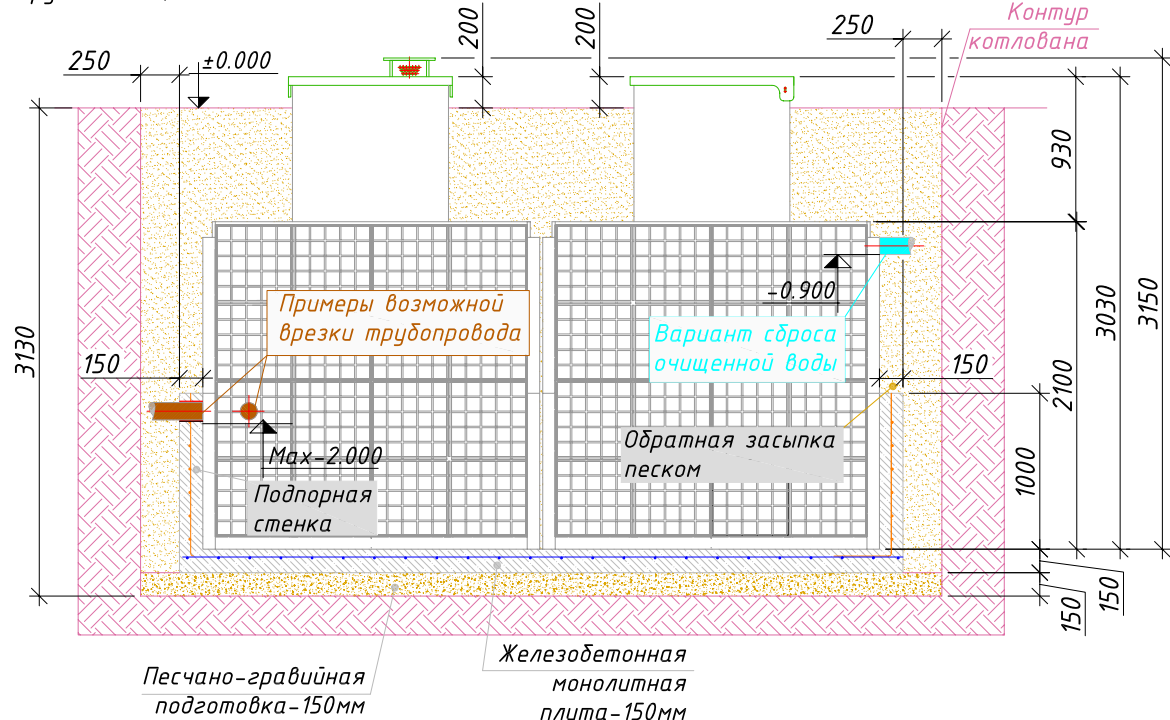 200
200
250
Контур
котлована
250
±0.000
930
3030
3150
-0.900
Примеры возможной
врезки трубопровода
Вариант сброса
очищенной воды
3130
150
150
2100
Обратная засыпка
песком
Max-2.000
1000
Подпорная
стенка
150
150
Железобетонная
монолитная
плита-150мм
Песчано-гравийная
подготовка-150мм